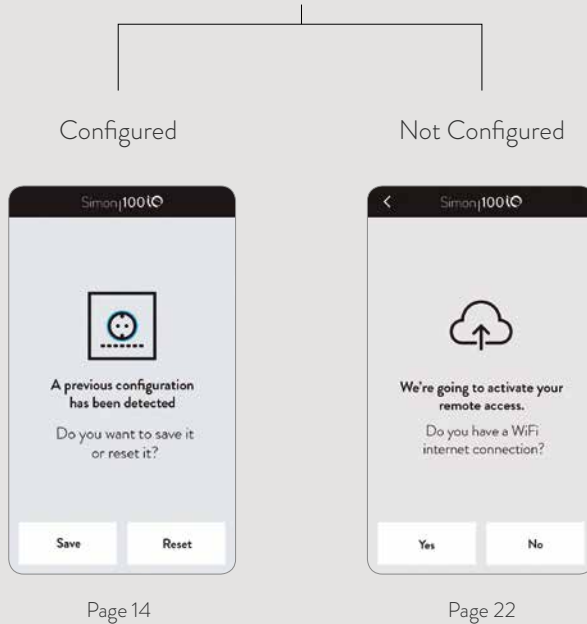 Configured
Not Configured
Simon|100iO
A previous configuration
has been detected
Do you want to save it
or reset it?
Save
Reset
Page 14
Simon|100iO
We're going to activate your
remote access.
Do you have a WiFi
internet connection?
Yes
No
Page 22